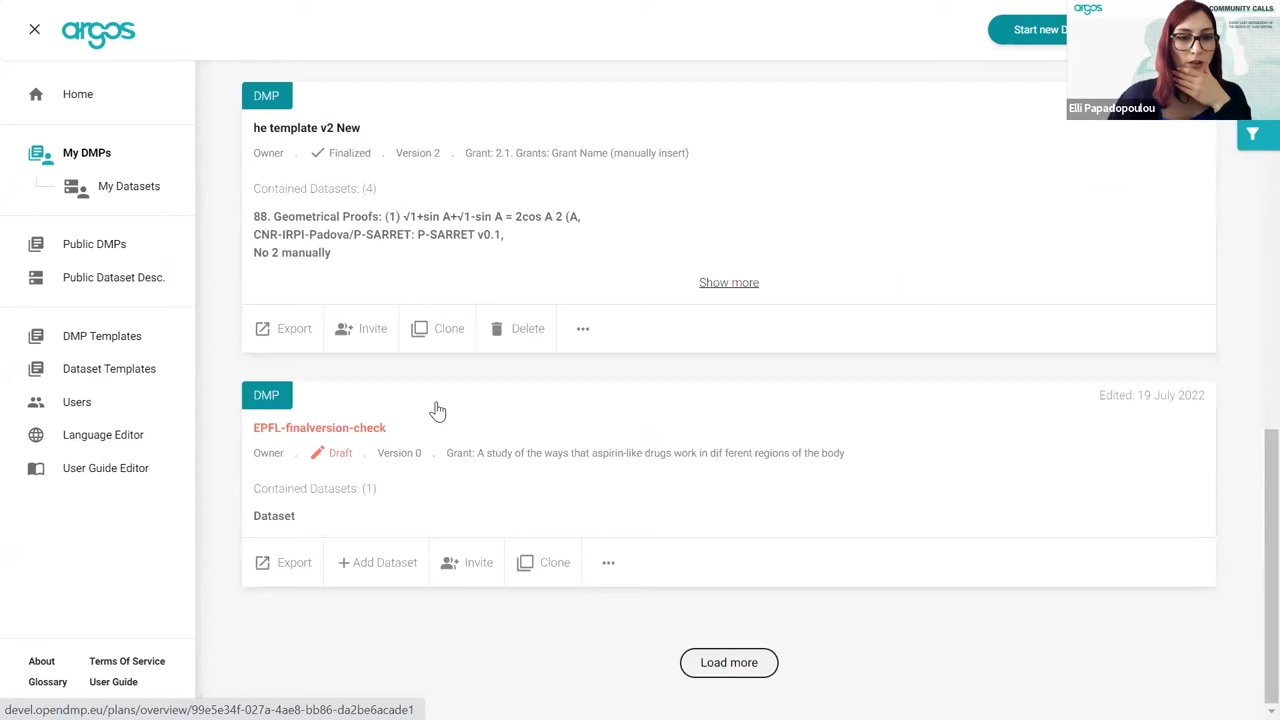 argos
Start new D
argos
COMMUNITY CALLS
EVERY LAST WEDNESDAY OF
Elli Papadopoulou
Home
My DMPs
My Datasets
Public DMPs
Public Dataset Desc.
DMP Templates
Dataset Templates
Users
Language Editor
User Guide Editor
About
Terms Of Service
Glossary
User Guide
DMP
he template v2 New
Owner . Finalized . Version 2 . Grant: 2.1. Grants: Grant Name (manually insert)
Contained Datasets: (4)
88. Geometrical Proofs: (1) √1+sin A+√1-sin A = 2cos A 2 (A,
CNR-IRPI-Padova/P-SARRET: P-SARRET v0.1,
No 2 manually
Show more
Export
Invite
Clone
Delete
DMP
Edited: 19 July 2022
EPFL-finalversion-check
Owner . Draft . Version 0 . Grant: A study of the ways that aspirin-like drugs work in dif ferent regions of the body
Contained Datasets: (1)
Dataset
Export
+ Add Dataset
Invite
Clone
Load more
devel.opendmp.eu/plans/overview/99e5e34f-027a-4ae8-bb86-da2be6acade1